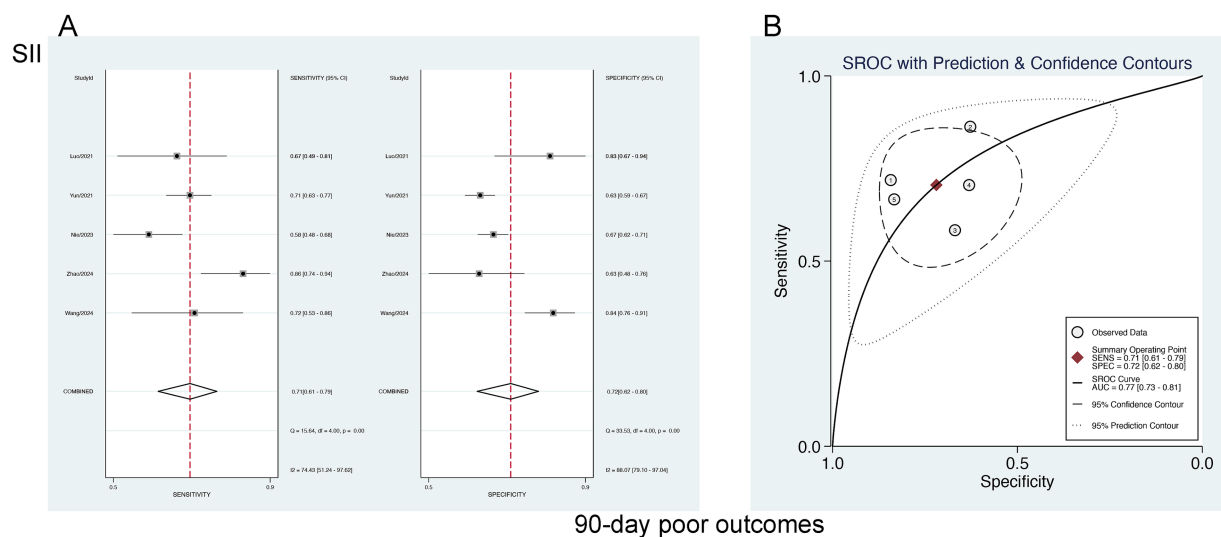 A
B
SII
StudyId
SENSITIVITY (95% CI)
Luo/2021
0.67 [0.49 - 0.81]
Yun/2021
0.71 [0.63 - 0.77]
Nie/2023
0.58 [0.48 - 0.68]
Zhao/2024
0.86 [0.74 - 0.94]
Wang/2024
0.72 [0.53 - 0.86]
COMBINED
0.71[0.61 - 0.79]
Q = 15.64, df = 4.00, p = 0.00
I2 = 74.43 [51.24 - 97.62]
0.5
0.9
SENSITIVITY
StudyId
SPECIFICITY (95% CI)
Luo/2021
0.83 [0.67 - 0.94]
Yun/2021
0.63 [0.59 - 0.67]
Nie/2023
0.67 [0.62 - 0.71]
Zhao/2024
0.63 [0.48 - 0.76]
Wang/2024
0.84 [0.76 - 0.91]
COMBINED
0.72[0.62 - 0.80]
Q = 33.53, df = 4.00, p = 0.00
I2 = 88.07 [79.10 - 97.04]
0.5
0.9
SPECIFICITY
SROC with Prediction & Confidence Contours
1.0
0.5
0.0
Sensitivity
2
1
4
5
3
Observed Data
Summary Operating Point
SENS = 0.71 [0.61 - 0.79]
SPEC = 0.72 [0.62 - 0.80]
SROC Curve
AUC = 0.77 [0.73 - 0.81]
95% Confidence Contour
95% Prediction Contour
1.0
0.5
0.0
Specificity
90-day poor outcomes